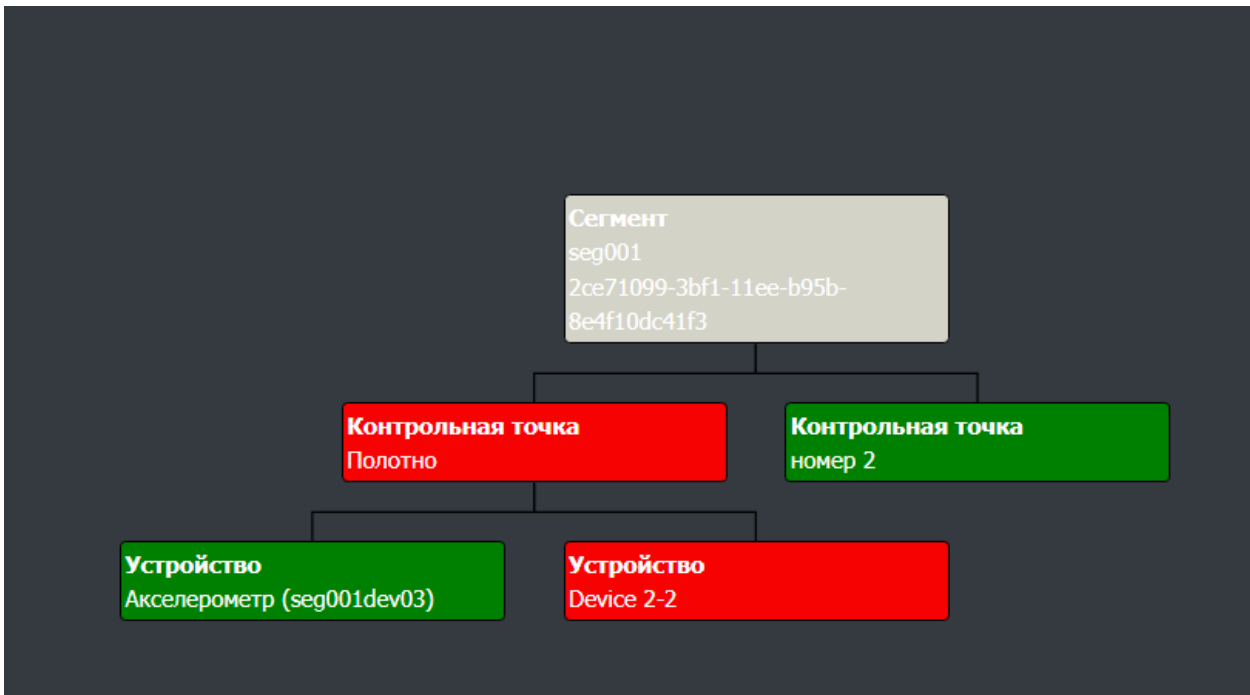 Сегмент
seg001
2ce71099-3bf1-11ee-b95b-
8e4f10dc41f3
Контрольная точка
Полотно
Контрольная точка
номер 2
Устройство
Акселерометр (seg001dev03)
Устройство
Device 2-2